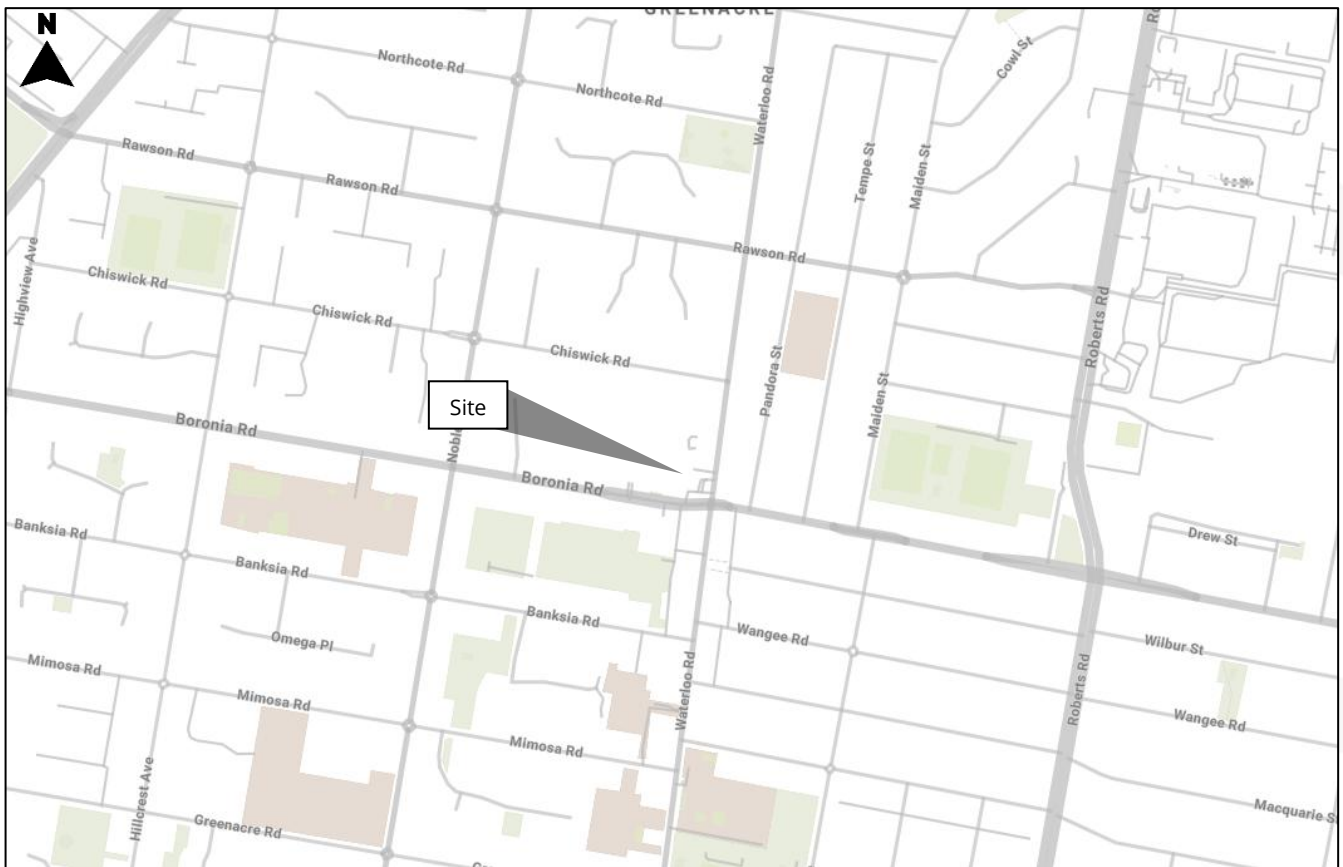 GREENACRE
N
Northcote Rd
Cowl St
Northcote Rd
Waterloo Rd
Rawson Rd
Tempe St
Maiden St
Rawson Rd
Rawson Rd
Highview Ave
Chiswick Rd
Chiswick Rd
Roberts Rd
Chiswick Rd
Pandora St
Maiden St
Site
Boronia Rd
Boronia Rd
Banksia Rd
Drew St
Banksia Rd
Banksia Rd
Wangee Rd
Omega Pl
Wilbur St
Mimosa Rd
Waterloo Rd
Roberts Rd
Mimosa Rd
Wangee Rd
Mimosa Rd
Hillcrest Ave
Macquarie S
Greenacre Rd